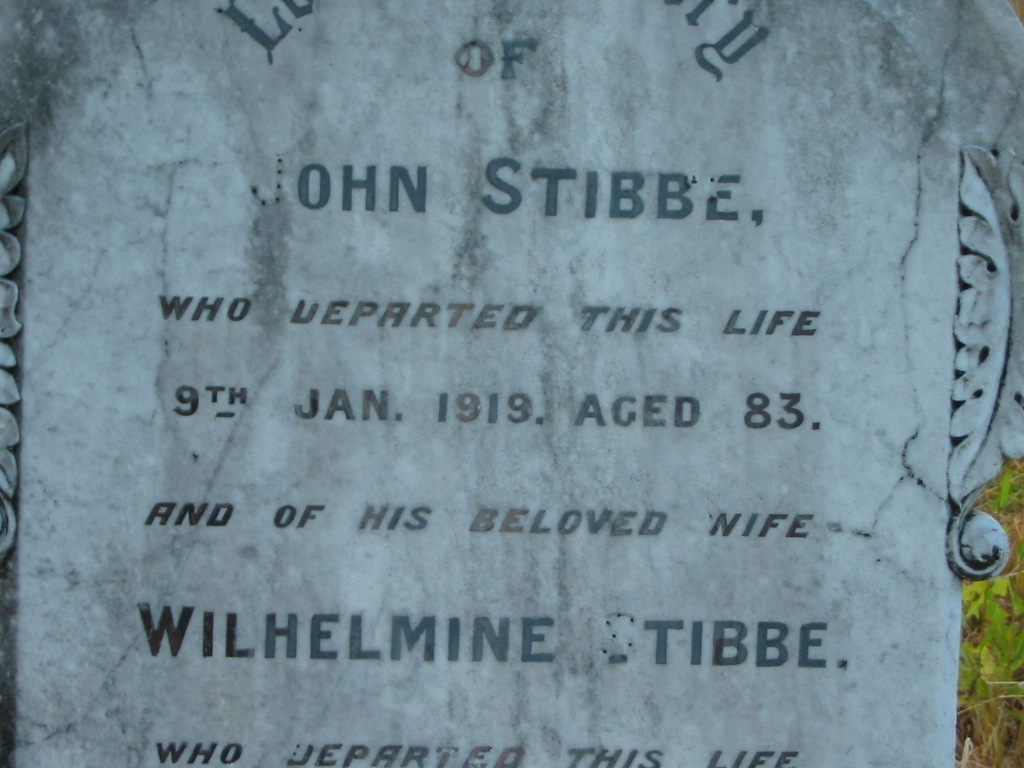 OF
JOHN STIBBE,
WHO DEPARTED THIS LIFE
9TH JAN. 1919. AGED 83.
AND OF HIS BELOVED WIFE
WILHELMINE STIBBE.
WHO DEPARTED THIS LIFE